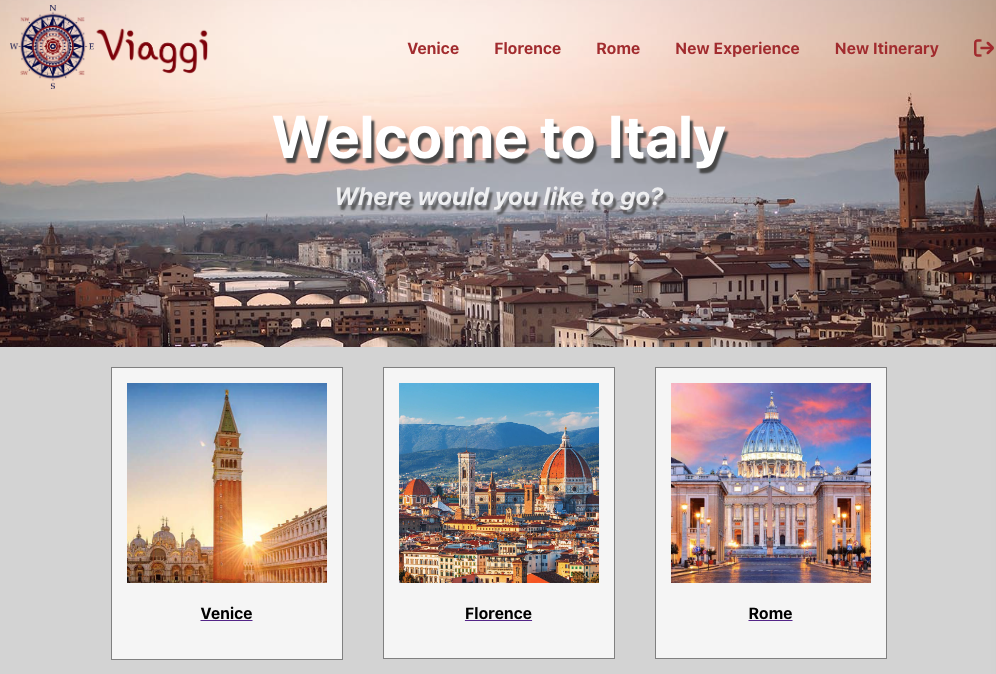 N
W E
S
Viaggi
Venice Florence Rome New Experience New Itinerary
Welcome to Italy
Where would you like to go?
Venice Florence Rome